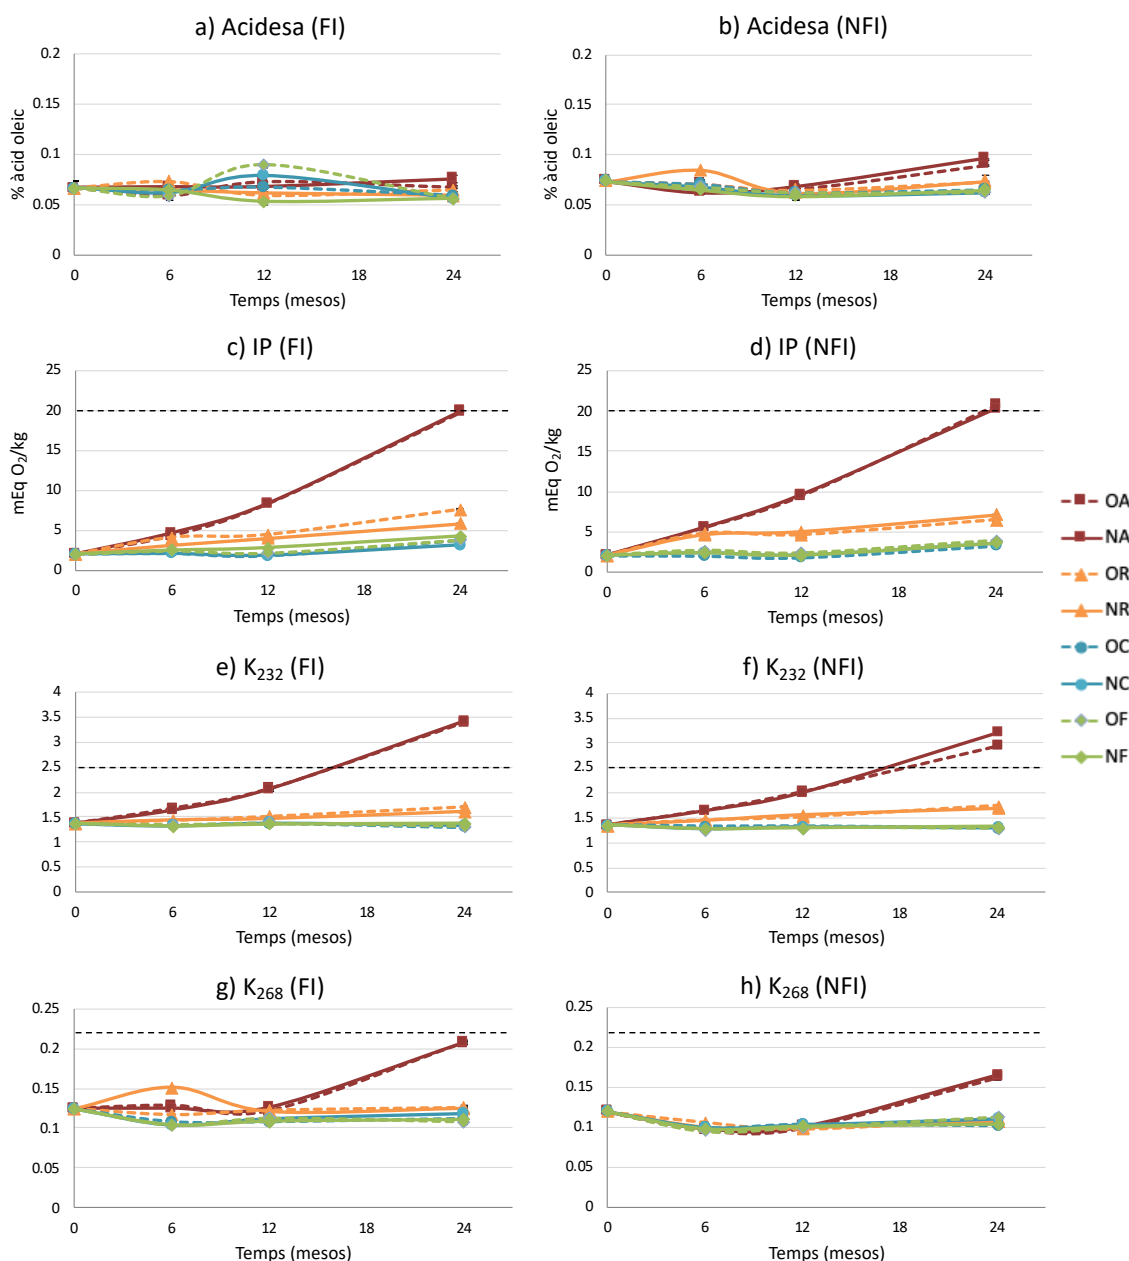 a) Acidesa (FI)
% àcid oleic
0.2
0.15
0.1
0.05
0
0 6 12 18 24
Temps (mesos)
b) Acidesa (NFI)
% àcid oleic
0.2
0.15
0.1
0.05
0
0 6 12 18 24
Temps (mesos)
c) IP (FI)
mEq O₂/kg
25
20
15
10
5
0
0 6 12 18 24
Temps (mesos)
d) IP (NFI)
mEq O₂/kg
25
20
15
10
5
0
0 6 12 18 24
Temps (mesos)
e) K₂₃₂ (FI)
4
3.5
3
2.5
2
1.5
1
0.5
0
0 6 12 18 24
Temps (mesos)
f) K₂₃₂ (NFI)
4
3.5
3
2.5
2
1.5
1
0.5
0
0 6 12 18 24
Temps (mesos)
g) K₂₆₈ (FI)
0.25
0.2
0.15
0.1
0.05
0
0 6 12 18 24
Temps (mesos)
h) K₂₆₈ (NFI)
0.25
0.2
0.15
0.1
0.05
0
0 6 12 18 24
Temps (mesos)
OA
NA
OR
NR
OC
NC
OF
NF